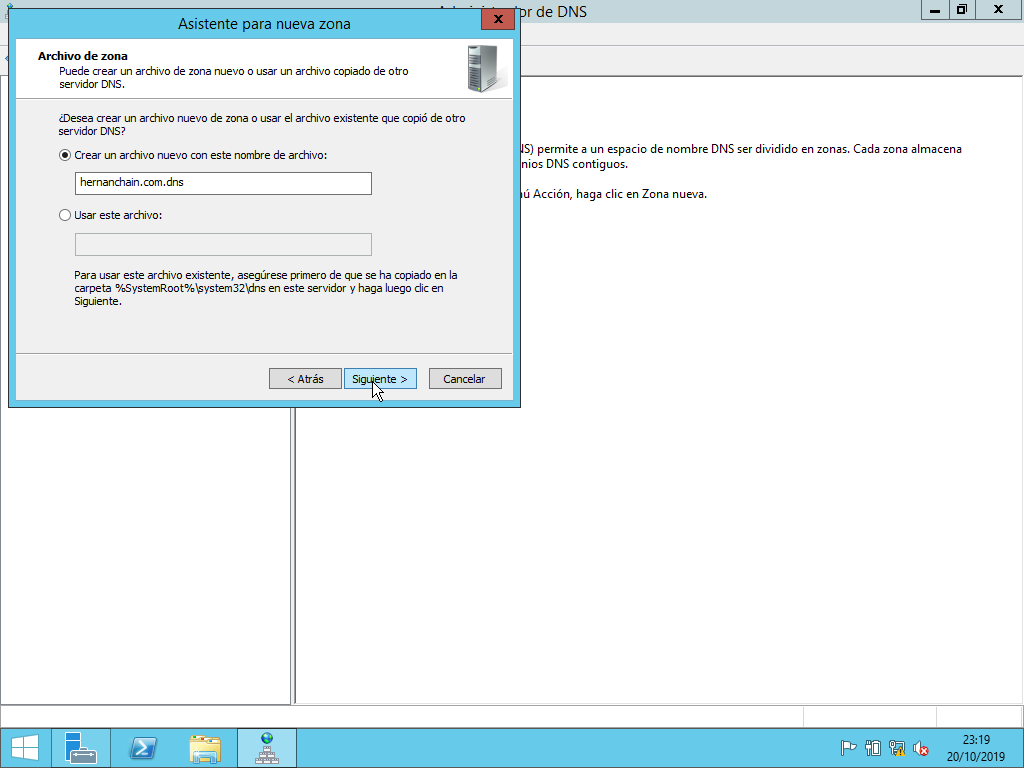 Asistente para nueva zona
or de DNS
Archivo de zona
Puede crear un archivo de zona nuevo o usar un archivo copiado de otro
servidor DNS.
¿Desea crear un archivo nuevo de zona o usar el archivo existente que copió de otro
servidor DNS?
Crear un archivo nuevo con este nombre de archivo:
hernanchain.com.dns
Usar este archivo:
Para usar este archivo existente, asegúrese primero de que se ha copiado en la
carpeta %SystemRoot%\system32\dns en este servidor y haga luego clic en
Siguiente.
< Atrás
Siguiente >
Cancelar
NS) permite a un espacio de nombre DNS ser dividido en zonas. Cada zona almacena
nios DNS contiguos.
ú Acción, haga clic en Zona nueva.
23:19
20/10/2019